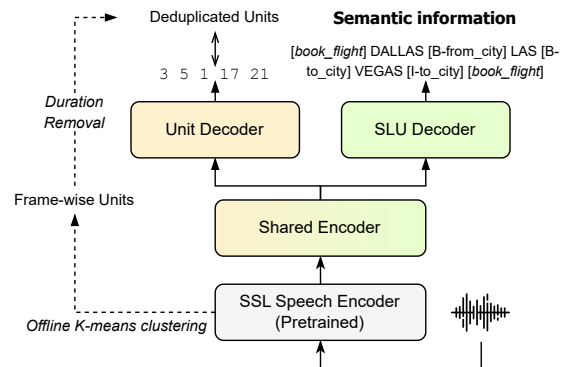 Deduplicated Units
Semantic information
[book_flight] DALLAS [B-from_city] LAS [B-
to_city] VEGAS [I-to_city] [book_flight]
3 5 1 17 21
Duration
Removal
Unit Decoder
SLU Decoder
Frame-wise Units
Shared Encoder
SSL Speech Encoder
(Pretrained)
Offline K-means clustering